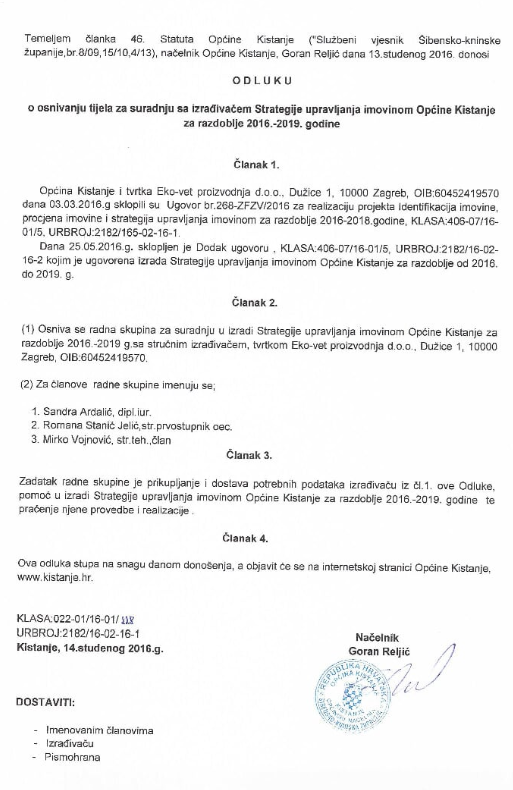 Temeljem članka 46. Statuta Općine Kistanje ("Službeni vjesnik Šibensko-kninske
županije,br.8/09,15/10,4/13), načelnik Općine Kistanje, Goran Reljić dana 13.studenog 2016. donosi
O D L U K U
o osnivanju tijela za suradnju sa izrađivačem Strategije upravljanja imovinom Općine Kistanje
za razdoblje 2016.-2019. godine
Članak 1.
Općina Kistanje i tvrtka Eko-vet proizvodnja d.o.o., Dužice 1, 10000 Zagreb, OIB:60452419570
dana 03.03.2016.g sklopili su Ugovor br.268-ZFZV/2016 za realizaciju projekta Identifikacija imovine,
procjena imovine i strategija upravljanja imovinom za razdoblje 2016-2018.godine, KLASA:406-07/16-
01/5, URBROJ:2182/165-02-16-1.
Dana 25.05.2016.g. sklopljen je Dodak ugovoru , KLASA:406-07/16-01/5, URBROJ:2182/16-02-
16-2 kojim je ugovorena izrada Strategije upravljanja imovinom Općine Kistanje za razdoblje od 2016.
do 2019. g.
Članak 2.
(1) Osniva se radna skupina za suradnju u izradi Strategije upravljanja imovinom Općine Kistanje za
razdoblje 2016.-2019 g.sa stručnim izrađivačem, tvrtkom Eko-vet proizvodnja d.o.o., Dužice 1, 10000
Zagreb, OIB:60452419570.
(2) Za članove radne skupine imenuju se;
1. Sandra Ardalić, dipl.iur.
2. Romana Stanić Jelić,str.prvostupnik oec.
3. Mirko Vojnović, str.teh.,član
Članak 3.
Zadatak radne skupine je prikupljanje i dostava potrebnih podataka izrađivaču iz čl.1. ove Odluke,
pomoć u izradi Strategije upravljanja imovinom Općine Kistanje za razdoblje 2016.-2019. godine te
praćenje njene provedbe i realizacije .
Članak 4.
Ova odluka stupa na snagu danom donošenja, a objavit će se na internetskoj stranici Općine Kistanje,
www.kistanje.hr.
KLASA:022-01/16-01/
URBROJ:2182/16-02-16-1
Kistanje, 14.studenog 2016.g.
Načelnik
Goran Reljić
REPUBLIKA HRVATSKA
OPĆINA KISTANJE
DOSTAVITI:
- Imenovanim članovima
- Izrađivaču
- Pismohrana